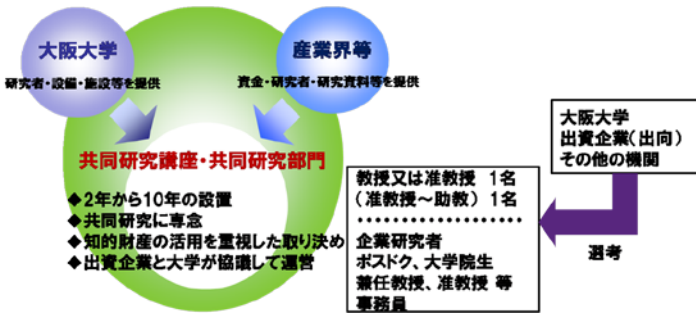 大阪大学
研究者・設備・施設等を提供
産業界等
資金・研究者・研究資料等を提供
共同研究講座・共同研究部門
◆2年から10年の設置
◆共同研究に専念
◆知的財産の活用を重視した取り決め
◆出資企業と大学が協議して運営
教授又は准教授 1名
(准教授～助教) 1名
・・・・・・・・・・・・・・・・・・・
企業研究者
ポスドク、大学院生
兼任教授、准教授 等
事務員
大阪大学
出資企業(出向)
その他の機関
選考